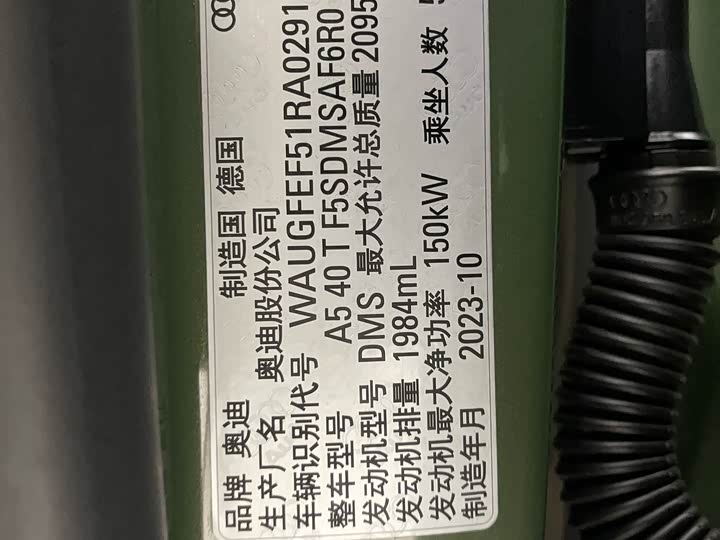 品牌 奥迪 制造国 德国
生产厂名 奥迪股份公司
车辆识别代号 WAUGFEF51RA0291
整车型号 A5 40 T F5SDMSAF6R0
发动机型号 DMS 最大允许总质量 2095
发动机排量 1984mL
发动机最大净功率 150kW 乘坐人数
制造年月 2023-10